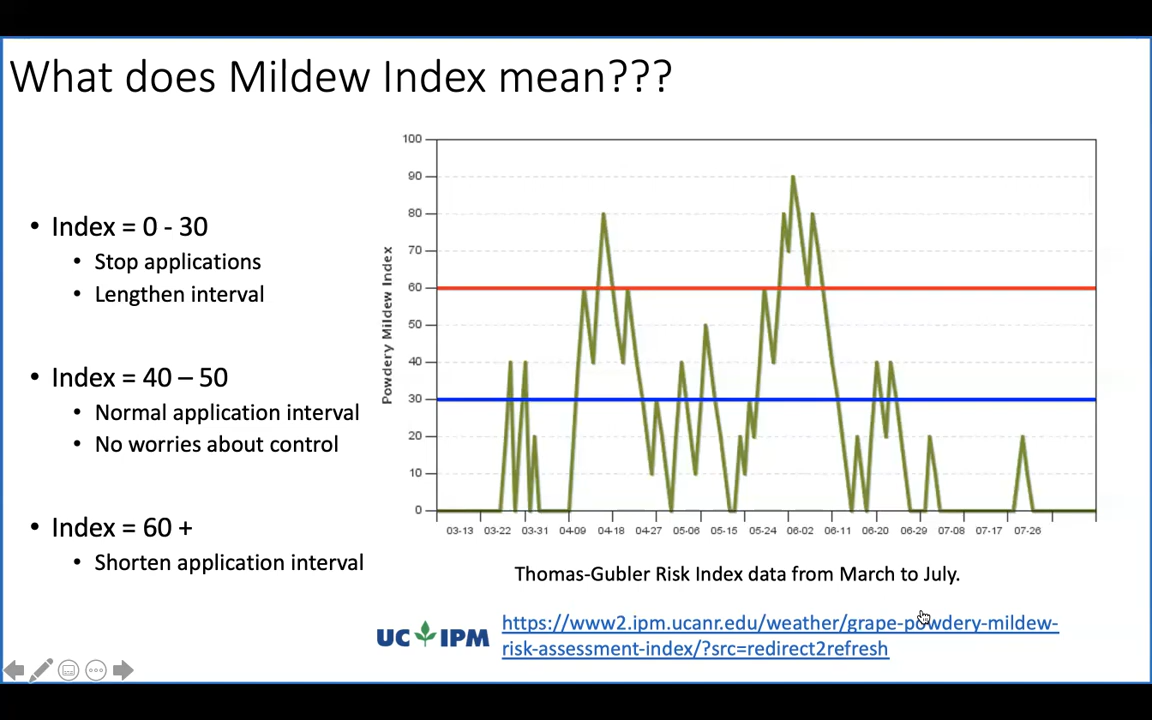 What does Mildew Index mean???
• Index = 0 - 30
• Stop applications
• Lengthen interval
• Index = 40 – 50
• Normal application interval
• No worries about control
• Index = 60 +
• Shorten application interval
Powdery Mildew Index
100
90
80
70
60
50
40
30
20
10
0
03-13 03-22 03-31 04-09 04-18 04-27 05-06 05-15 05-24 06-02 06-11 06-20 06-29 07-08 07-17 07-26
Thomas-Gubler Risk Index data from March to July.
UC IPM
https://www2.ipm.ucanr.edu/weather/grape-powdery-mildew-
risk-assessment-index/?src=redirect2refresh